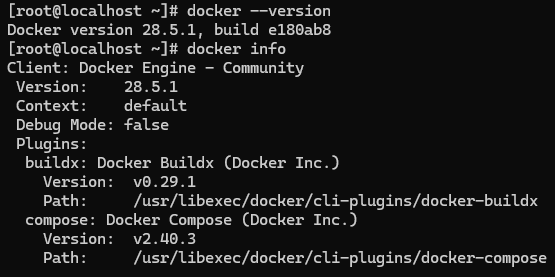 [root@localhost ~]# docker --version
Docker version 28.5.1, build e180ab8
[root@localhost ~]# docker info
Client: Docker Engine - Community
 Version:    28.5.1
 Context:    default
 Debug Mode: false
 Plugins:
  buildx: Docker Buildx (Docker Inc.)
    Version:  v0.29.1
    Path:     /usr/libexec/docker/cli-plugins/docker-buildx
  compose: Docker Compose (Docker Inc.)
    Version:  v2.40.3
    Path:     /usr/libexec/docker/cli-plugins/docker-compose